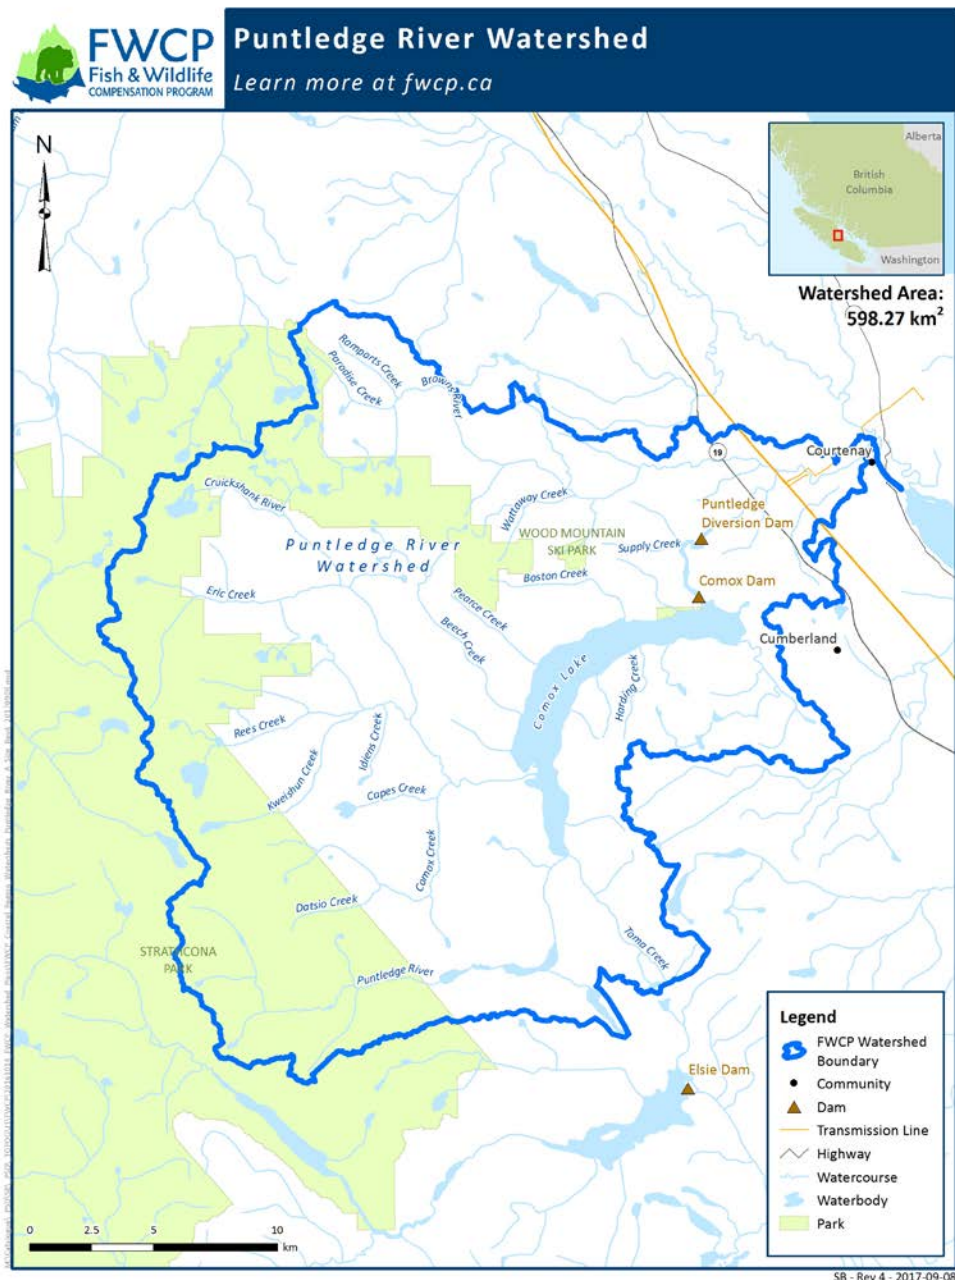 FWCP
Fish & Wildlife
COMPENSATION PROGRAM
Puntledge River Watershed
Learn more at fwcp.ca
N
Alberta
British
Columbia
Washington
Watershed Area:
598.27 km²
Ramparts Creek
Paradise Creek
Browns River
19
Courtenay
Cruickshank River
Wattaway Creek
Puntledge
Diversion Dam
WOOD MOUNTAIN
SKI PARK
Supply Creek
Puntledge River
Watershed
Boston Creek
Comox Dam
Eric Creek
Pearce Creek
Beech Creek
Cumberland
Comox Lake
Harding Creek
Rees Creek
Idiens Creek
Kweishun Creek
Capes Creek
Comox Creek
Datsio Creek
Toma Creek
STRATHCONA
PARK
Puntledge River
Elsie Dam
Legend
FWCP Watershed
Boundary
Community
Dam
Transmission Line
Highway
Watercourse
Waterbody
Park
0 2.5 5 10
km
SB - Rev 4 - 2017-09-08